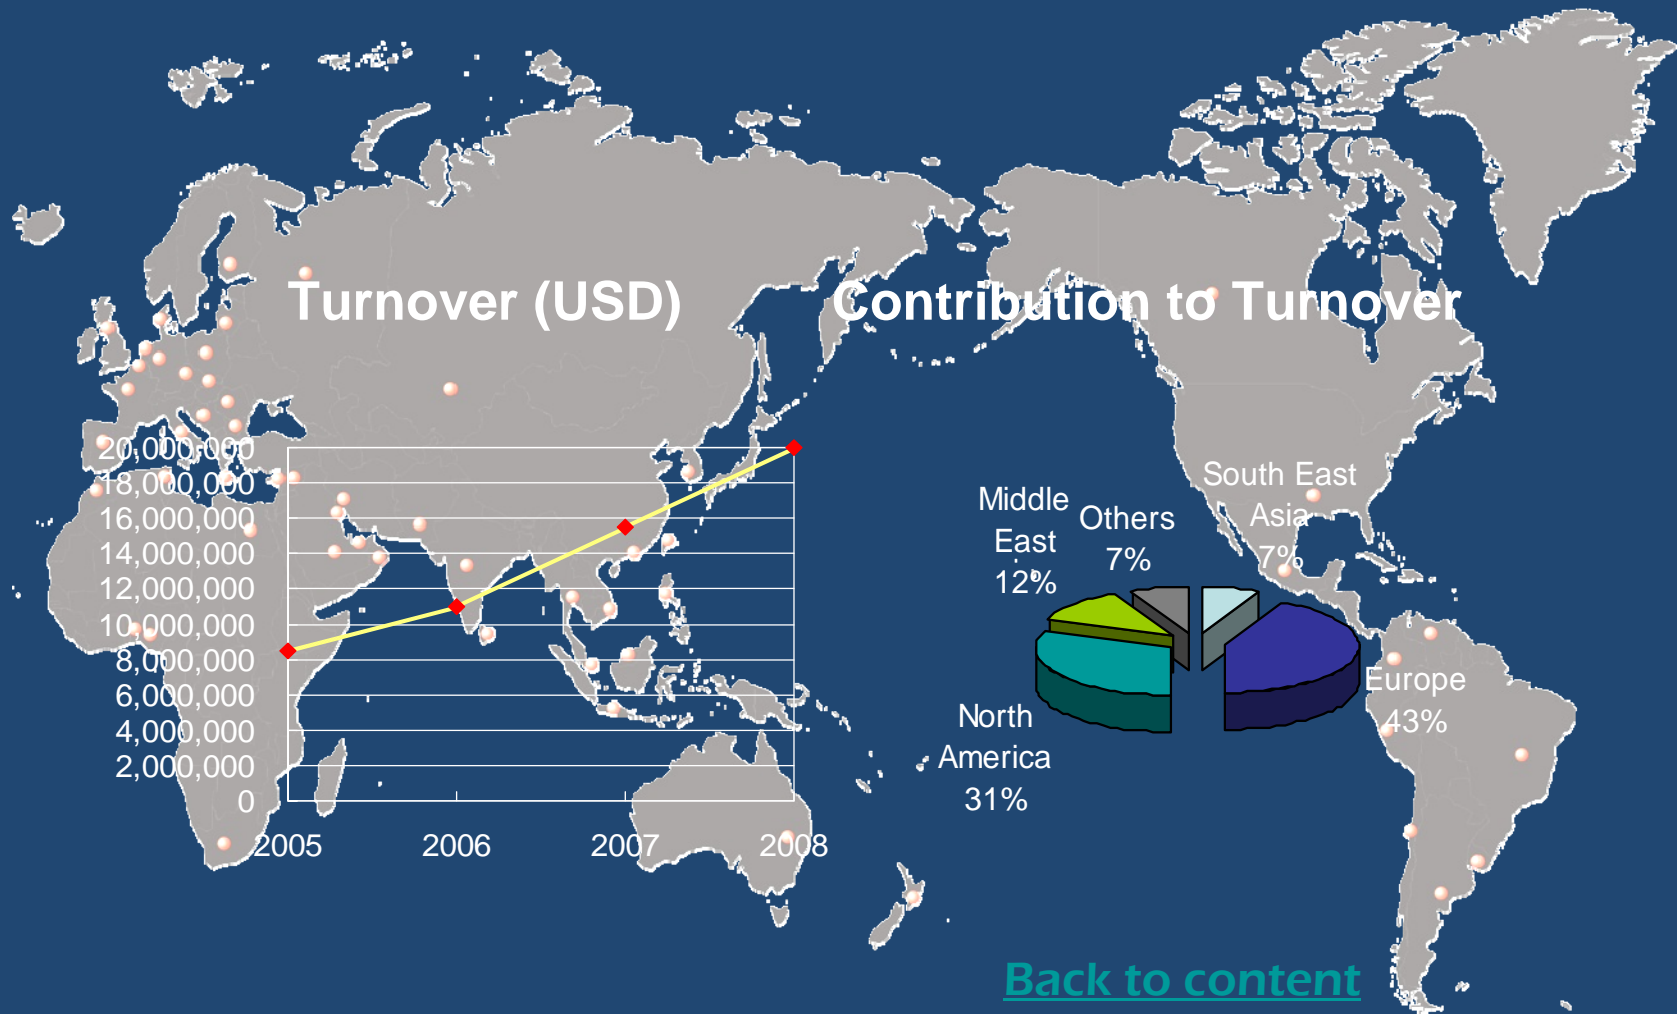 Turnover (USD)
Contribution to Turnover
20,000,000
18,000,000
16,000,000
14,000,000
12,000,000
10,000,000
8,000,000
6,000,000
4,000,000
2,000,000
0
2005 2006 2007 2008
South East
Asia
7%
Middle
East
12%
Others
7%
Europe
43%
North
America
31%
Back to content